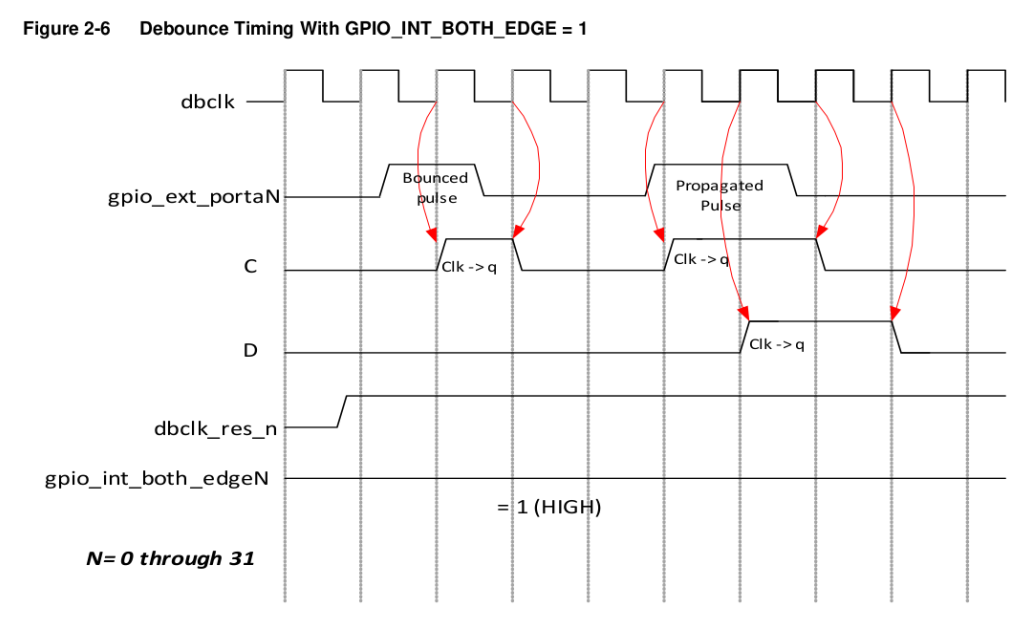 Figure 2-6 Debounce Timing With GPIO_INT_BOTH_EDGE = 1
dbclk
gpio_ext_portaN
Bounced
pulse
Propagated
Pulse
C
Clk -> q
Clk -> q
D
Clk -> q
dbclk_res_n
gpio_int_both_edgeN
= 1 (HIGH)
N= 0 through 31